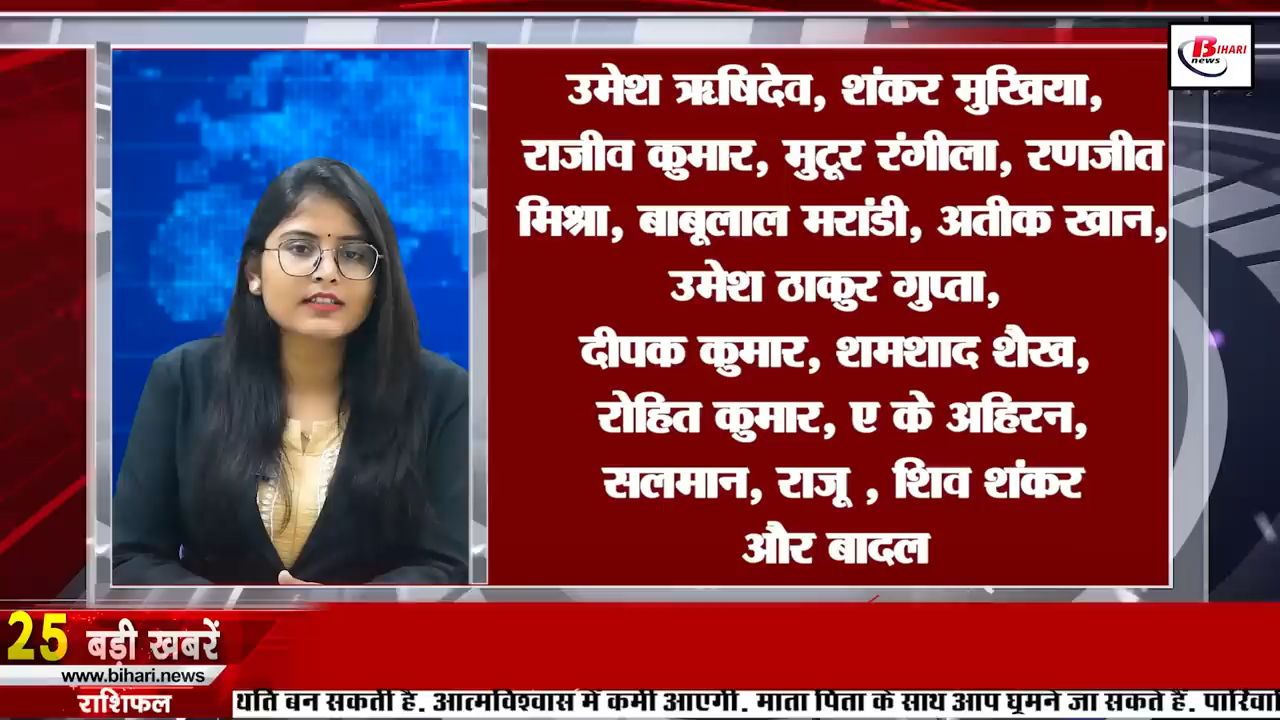 BIHARI
news
उमेश ऋषिदेव, शंकर मुखिया,
राजीव कुमार, मुटूर रंगीला, रणजीत
मिश्रा, बाबूलाल मरांडी, अतीक खान,
उमेश ठाकुर गुप्ता,
दीपक कुमार, शमशाद शैख,
रोहित कुमार, ए के अहिरन,
सलमान, राजू , शिव शंकर
और बादल
25 बड़ी खबरें
www.bihari.news
राशिफल
बन सकती है. आत्मविश्वास में कमी आएगी. माता पिता के साथ आप घूमने जा सकते हैं.